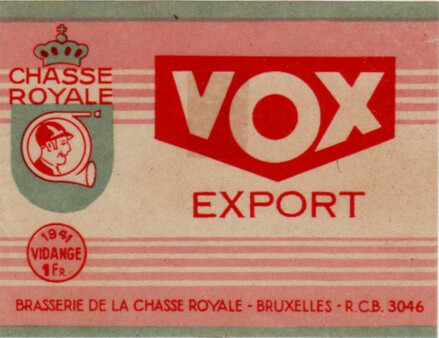 CHASSE
ROYALE
VOX
EXPORT
1941
VIDANGE
1 FR.
BRASSERIE DE LA CHASSE ROYALE - BRUXELLES - R.C.B. 3046